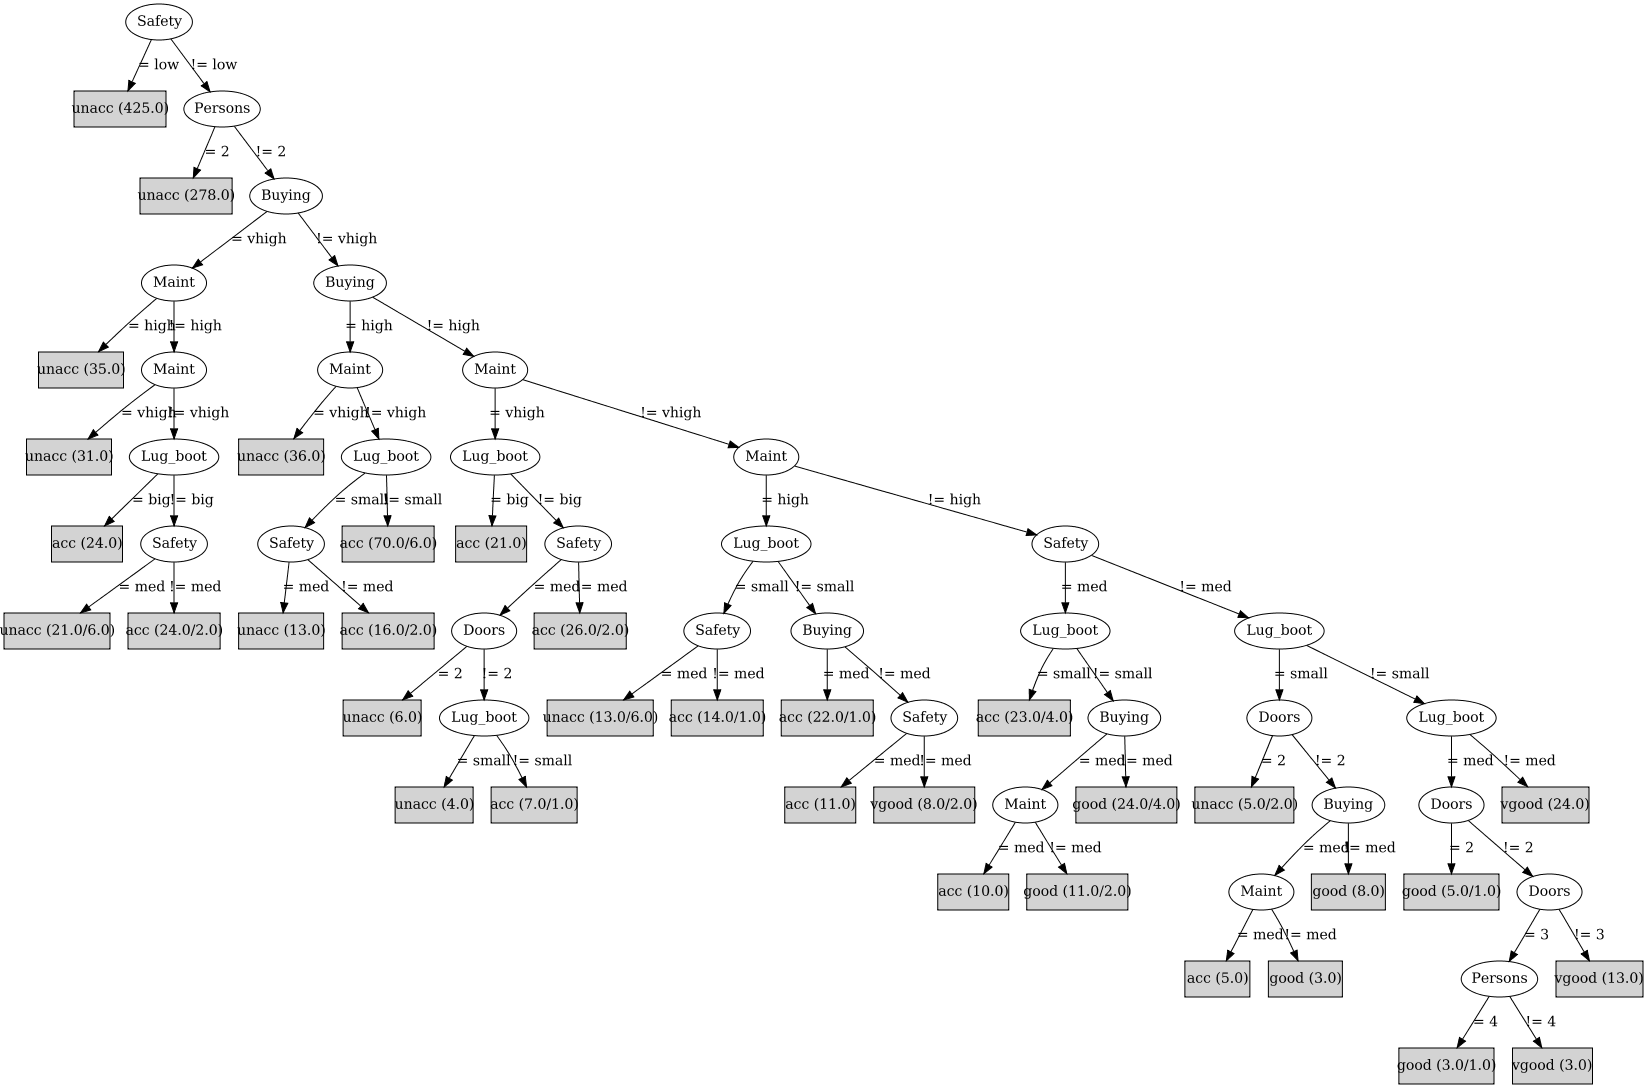 Safety
= low
!= low
unacc (425.0)
Persons
= 2
!= 2
unacc (278.0)
Buying
= vhigh
!= vhigh
Maint
Buying
= high
!= high
= high
!= high
unacc (35.0)
Maint
Maint
Maint
= vhigh
!= vhigh
= vhigh
!= vhigh
= vhigh
!= vhigh
unacc (31.0)
Lug_boot
unacc (36.0)
Lug_boot
Lug_boot
Maint
= big
!= big
= small
!= small
= big
!= big
= high
!= high
acc (24.0)
Safety
Safety
acc (70.0/6.0)
acc (21.0)
Safety
Lug_boot
Safety
= med
!= med
= med
!= med
= med
!= med
= small
!= small
= med
!= med
unacc (21.0/6.0)
acc (24.0/2.0)
unacc (13.0)
acc (16.0/2.0)
Doors
acc (26.0/2.0)
Safety
Buying
Lug_boot
Lug_boot
= 2
!= 2
= med
!= med
= med
!= med
= small
!= small
= small
!= small
unacc (6.0)
Lug_boot
unacc (13.0/6.0)
acc (14.0/1.0)
acc (22.0/1.0)
Safety
acc (23.0/4.0)
Buying
Doors
Lug_boot
= small
!= small
= med
!= med
= med
!= med
= 2
!= 2
= med
!= med
unacc (4.0)
acc (7.0/1.0)
acc (11.0)
vgood (8.0/2.0)
Maint
good (24.0/4.0)
unacc (5.0/2.0)
Buying
Doors
vgood (24.0)
= med
!= med
= med
!= med
= 2
!= 2
acc (10.0)
good (11.0/2.0)
Maint
good (8.0)
good (5.0/1.0)
Doors
= med
!= med
= 3
!= 3
acc (5.0)
good (3.0)
Persons
vgood (13.0)
= 4
!= 4
good (3.0/1.0)
vgood (3.0)